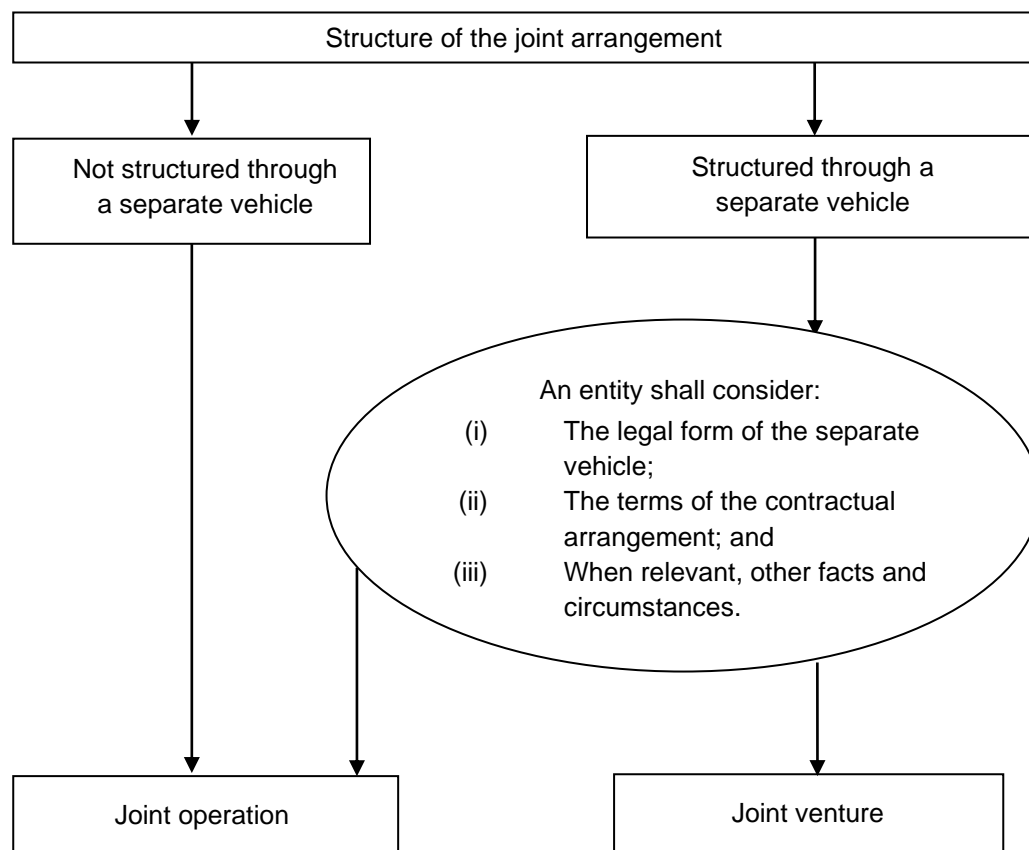 Structure of the joint arrangement
Not structured through
a separate vehicle
Structured through a
separate vehicle
An entity shall consider:
(i) The legal form of the separate
vehicle;
(ii) The terms of the contractual
arrangement; and
(iii) When relevant, other facts and
circumstances.
Joint operation
Joint venture